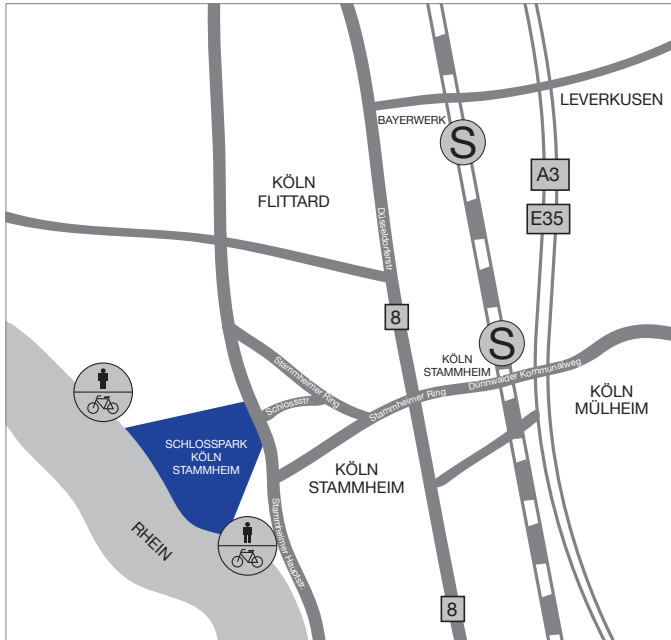 LEVERKUSEN
BAYERWERK
S
A3
E35
KÖLN
FLITTARD
Düsseldorferstr
8
S
KÖLN
STAMMHEIM
Dünnwalder Kommunalweg
Stammheimer Ring
Stammheimer Ring
Schlossstr
KÖLN
MÜLHEIM
SCHLOSSPARK
KÖLN
STAMMHEIM
KÖLN
STAMMHEIM
Stammheimer Hauptstr.
RHEIN
8